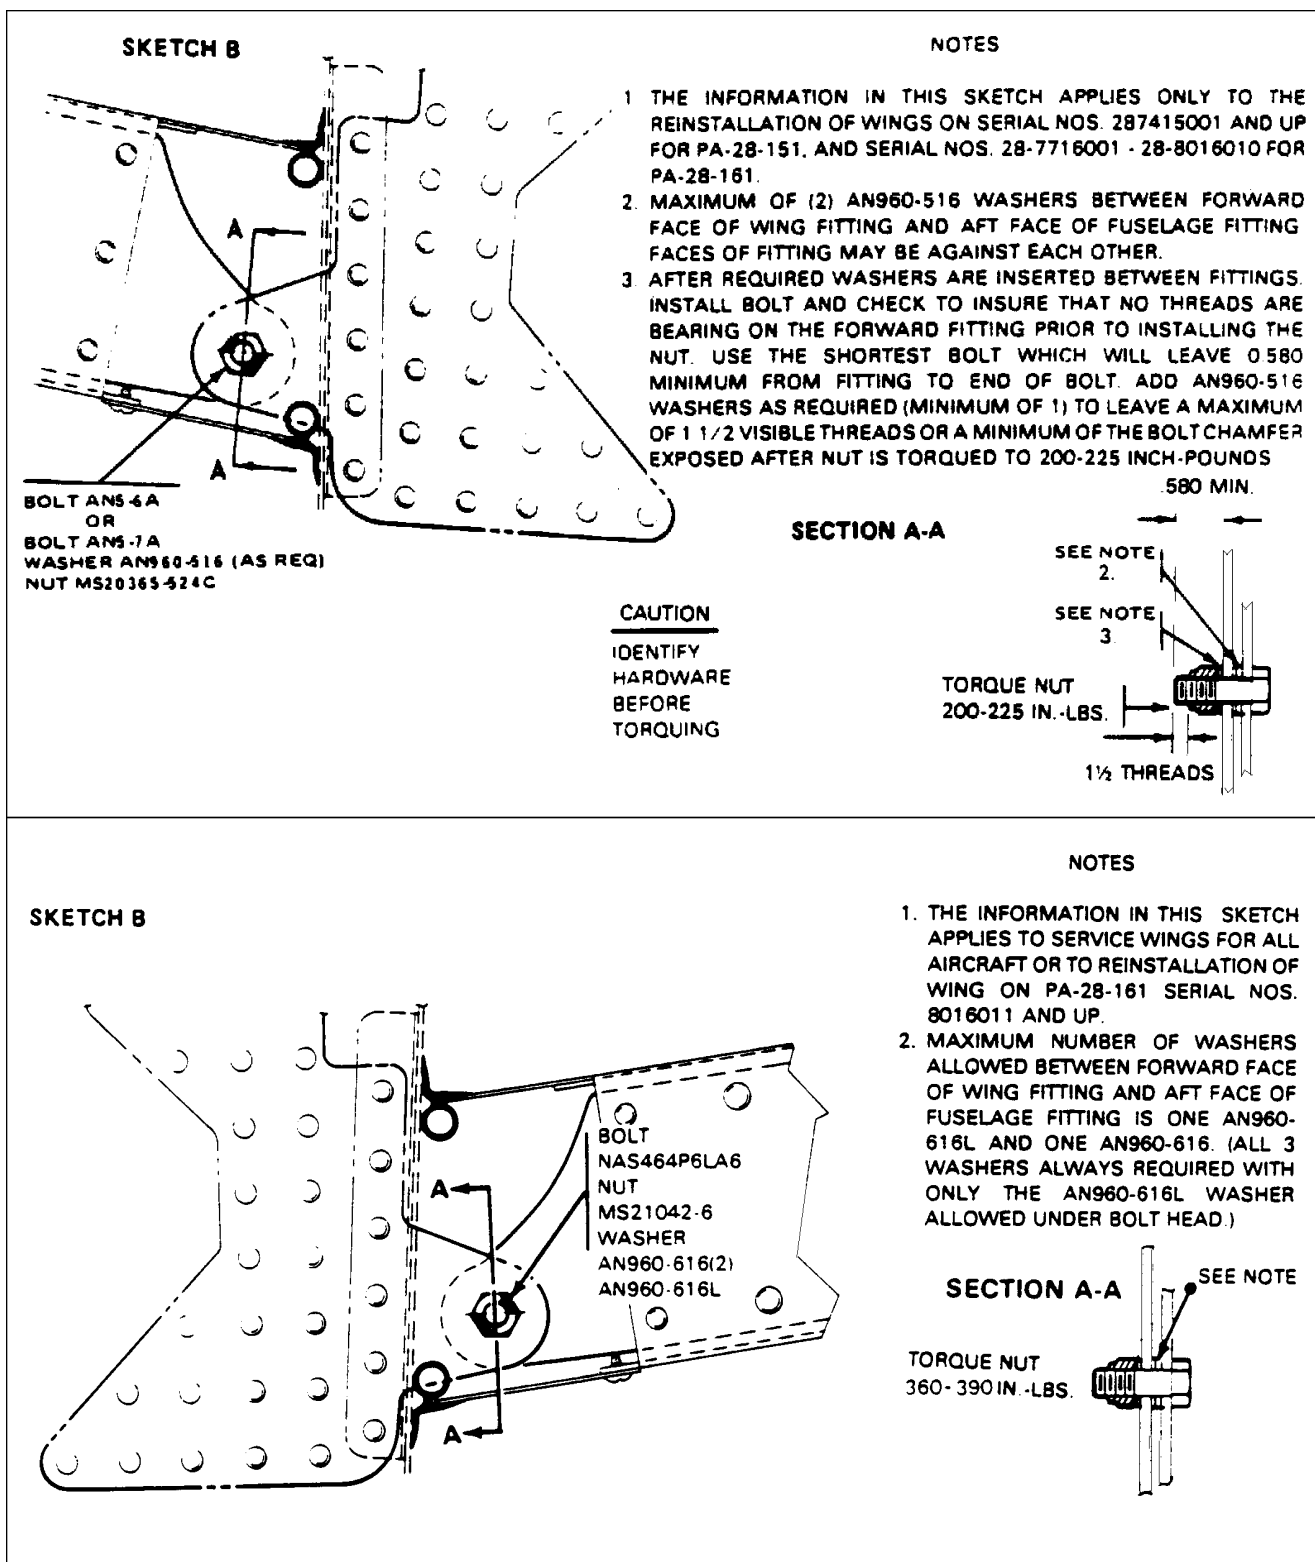 SKETCH B
NOTES
1 THE INFORMATION IN THIS SKETCH APPLIES ONLY TO THE
REINSTALLATION OF WINGS ON SERIAL NOS. 287415001 AND UP
FOR PA-28-151, AND SERIAL NOS. 28-7716001 - 28-8016010 FOR
PA-28-161.
2. MAXIMUM OF (2) AN960-516 WASHERS BETWEEN FORWARD
FACE OF WING FITTING AND AFT FACE OF FUSELAGE FITTING
FACES OF FITTING MAY BE AGAINST EACH OTHER.
3. AFTER REQUIRED WASHERS ARE INSERTED BETWEEN FITTINGS.
INSTALL BOLT AND CHECK TO INSURE THAT NO THREADS ARE
BEARING ON THE FORWARD FITTING PRIOR TO INSTALLING THE
NUT. USE THE SHORTEST BOLT WHICH WILL LEAVE 0.580
MINIMUM FROM FITTING TO END OF BOLT. ADD AN960-516
WASHERS AS REQUIRED (MINIMUM OF 1) TO LEAVE A MAXIMUM
OF 1 1/2 VISIBLE THREADS OR A MINIMUM OF THE BOLT CHAMFER
EXPOSED AFTER NUT IS TORQUED TO 200-225 INCH-POUNDS
A
A
BOLT AN5-6A
OR
BOLT AN5-7A
WASHER AN960-516 (AS REQ)
NUT MS20365-524C
CAUTION
IDENTIFY
HARDWARE
BEFORE
TORQUING
SECTION A-A
.580 MIN.
SEE NOTE
2.
SEE NOTE
3
TORQUE NUT
200-225 IN.-LBS.
1½ THREADS
SKETCH B
NOTES
1. THE INFORMATION IN THIS SKETCH
APPLIES TO SERVICE WINGS FOR ALL
AIRCRAFT OR TO REINSTALLATION OF
WING ON PA-28-161 SERIAL NOS.
8016011 AND UP.
2. MAXIMUM NUMBER OF WASHERS
ALLOWED BETWEEN FORWARD FACE
OF WING FITTING AND AFT FACE OF
FUSELAGE FITTING IS ONE AN960-
616L AND ONE AN960-616. (ALL 3
WASHERS ALWAYS REQUIRED WITH
ONLY THE AN960-616L WASHER
ALLOWED UNDER BOLT HEAD.)
BOLT
NAS464P6LA6
NUT
MS21042-6
WASHER
AN960-616(2)
AN960-616L
A
A
SECTION A-A
SEE NOTE
TORQUE NUT
360-390 IN.-LBS.